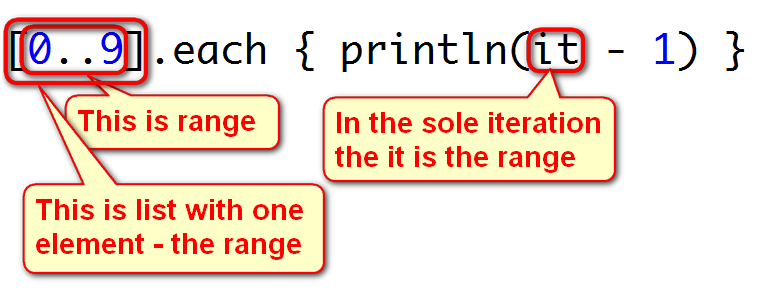 [0..9].each { println(it - 1) }
This is range
In the sole iteration
the it is the range
This is list with one
element - the range